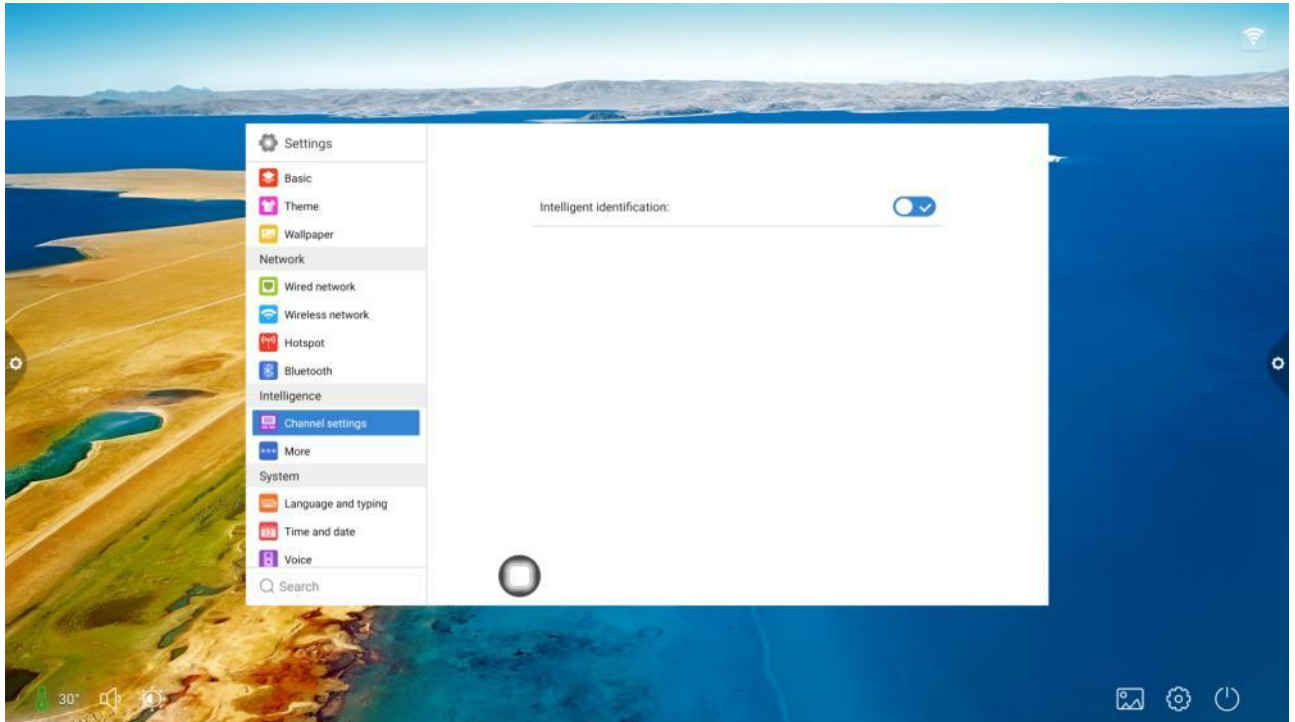 Settings
Basic
Theme
Wallpaper
Network
Wired network
Wireless network
Hotspot
Bluetooth
Intelligence
Channel settings
More
System
Language and typing
Time and date
Voice
Search
Intelligent identification:
30°